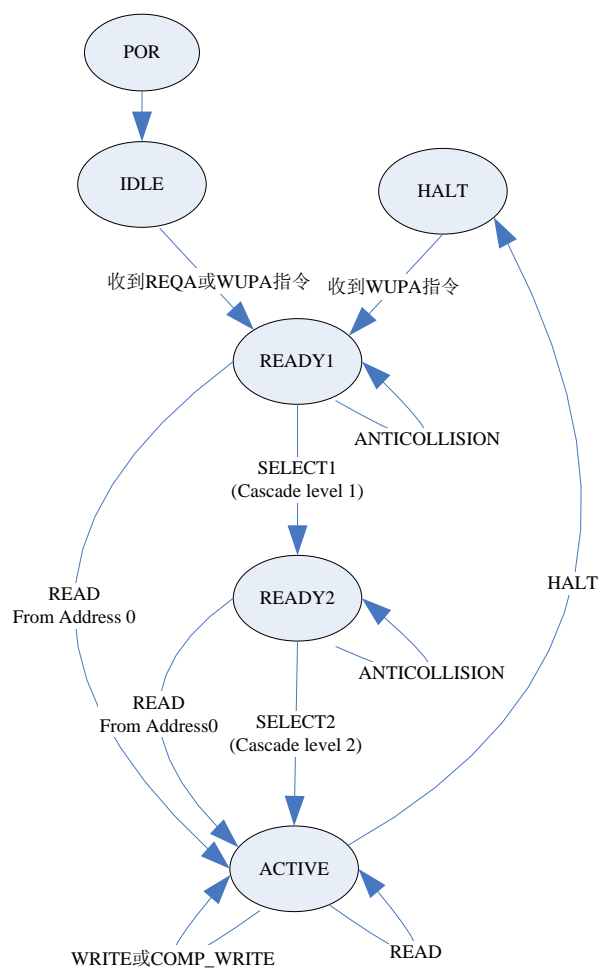 POR
IDLE
HALT
收到REQA或WUPA指令
收到WUPA指令
READY1
ANTICOLLISION
SELECT1
(Cascade level 1)
READ
From Address 0
READY2
HALT
ANTICOLLISION
READ
From Address0
SELECT2
(Cascade level 2)
ACTIVE
WRITE或COMP_WRITE
READ